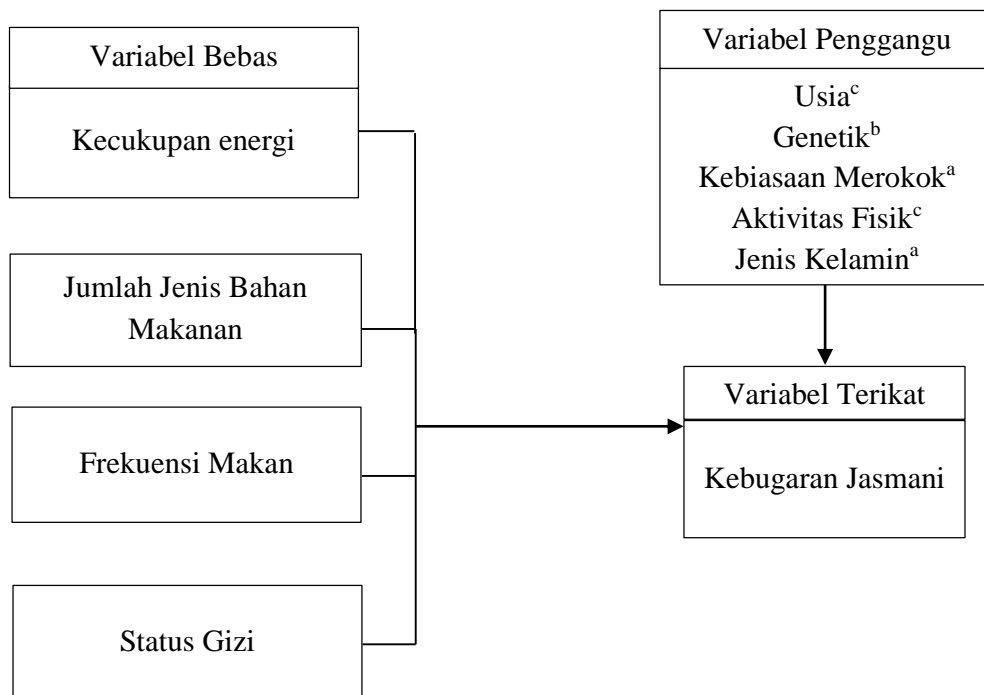 Variabel Bebas
Kecukupan energi
Jumlah Jenis Bahan
Makanan
Frekuensi Makan
Status Gizi
Variabel Penggangu
Usiaᶜ
Genetikᵇ
Kebiasaan Merokokᵃ
Aktivitas Fisikᶜ
Jenis Kelaminᵃ
Variabel Terikat
Kebugaran Jasmani